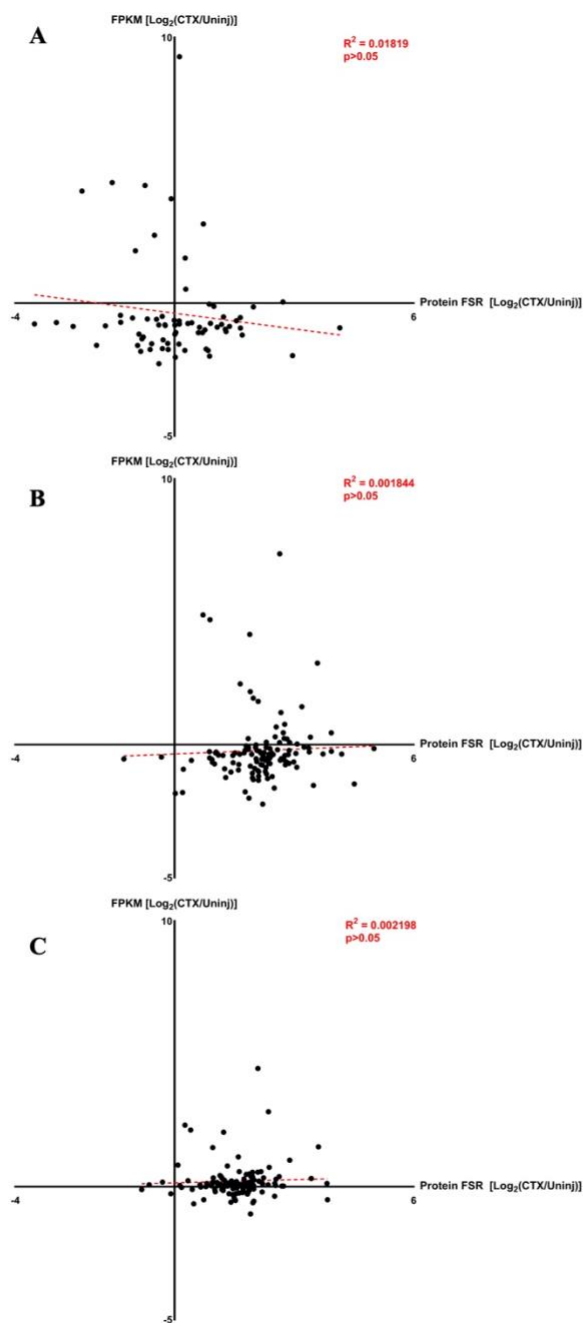 FPKM [Log₂(CTX/Uninj)]
A
10
R² = 0.01819
p>0.05
-4
Protein FSR [Log₂(CTX/Uninj)]
6
-5
FPKM [Log₂(CTX/Uninj)]
10
B
R² = 0.001844
p>0.05
-4
Protein FSR [Log₂(CTX/Uninj)]
6
-5
FPKM [Log₂(CTX/Uninj)]
10
C
R² = 0.002198
p>0.05
-4
Protein FSR [Log₂(CTX/Uninj)]
6
-5